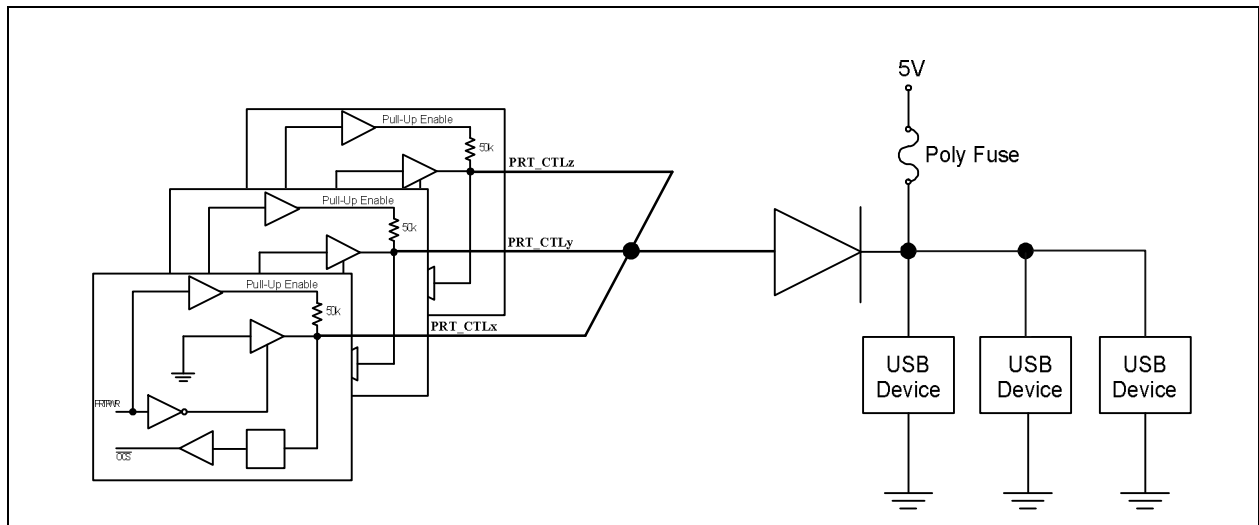 5V
Poly Fuse
Pull-Up Enable
50k
PRT_CTLz
Pull-Up Enable
50k
PRT_CTLy
Pull-Up Enable
50k
PRT_CTLx
PRTPWR
OCS
USB
Device
USB
Device
USB
Device